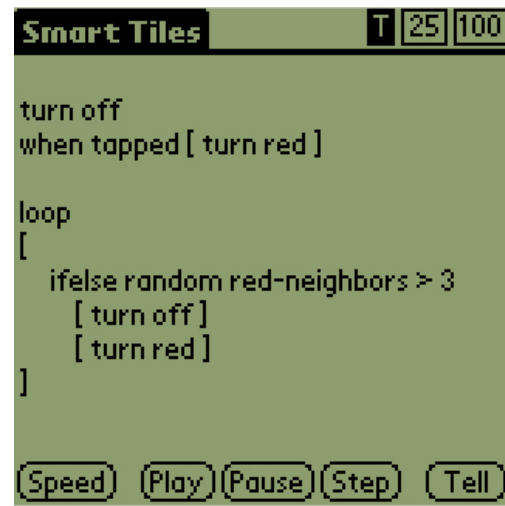 Smart Tiles T 25 100
turn off
when tapped [ turn red ]
loop
[
ifelse random red-neighbors > 3
[ turn off ]
[ turn red ]
]
Speed Play Pause Step Tell